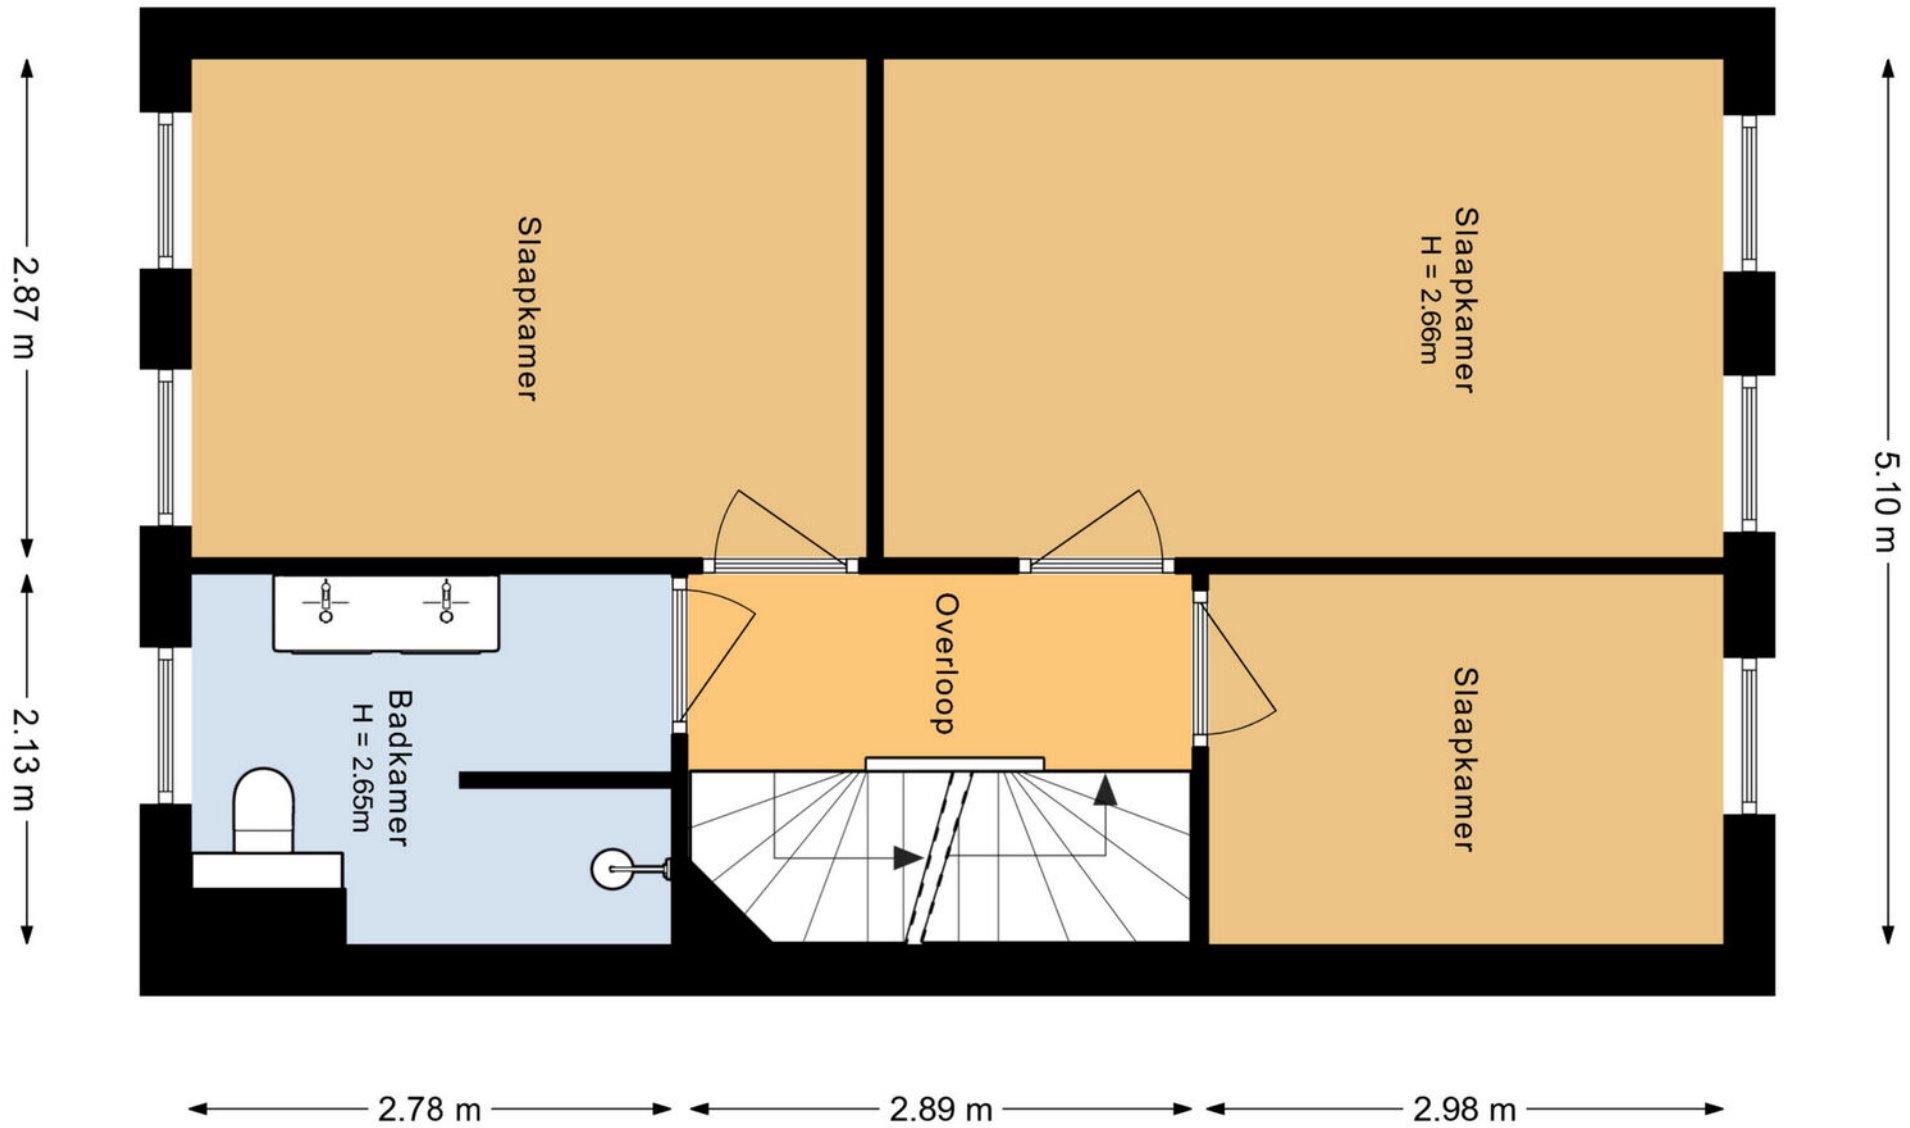 2.87 m
Slaapkamer
Slaapkamer
H = 2.66m
5.10 m
2.13 m
Badkamer
H = 2.65m
Overloop
Slaapkamer
2.78 m
2.89 m
2.98 m